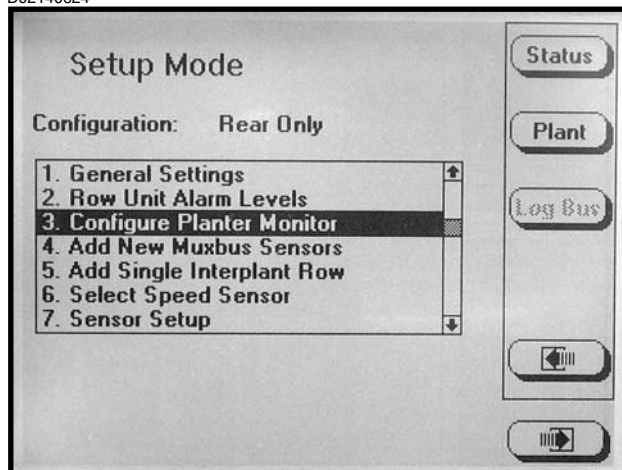 Setup Mode
Status
Configuration: Rear Only
Plant
1. General Settings
2. Row Unit Alarm Levels
3. Configure Planter Monitor
4. Add New Muxbus Sensors
5. Add Single Interplant Row
6. Select Speed Sensor
7. Sensor Setup
Log Bus